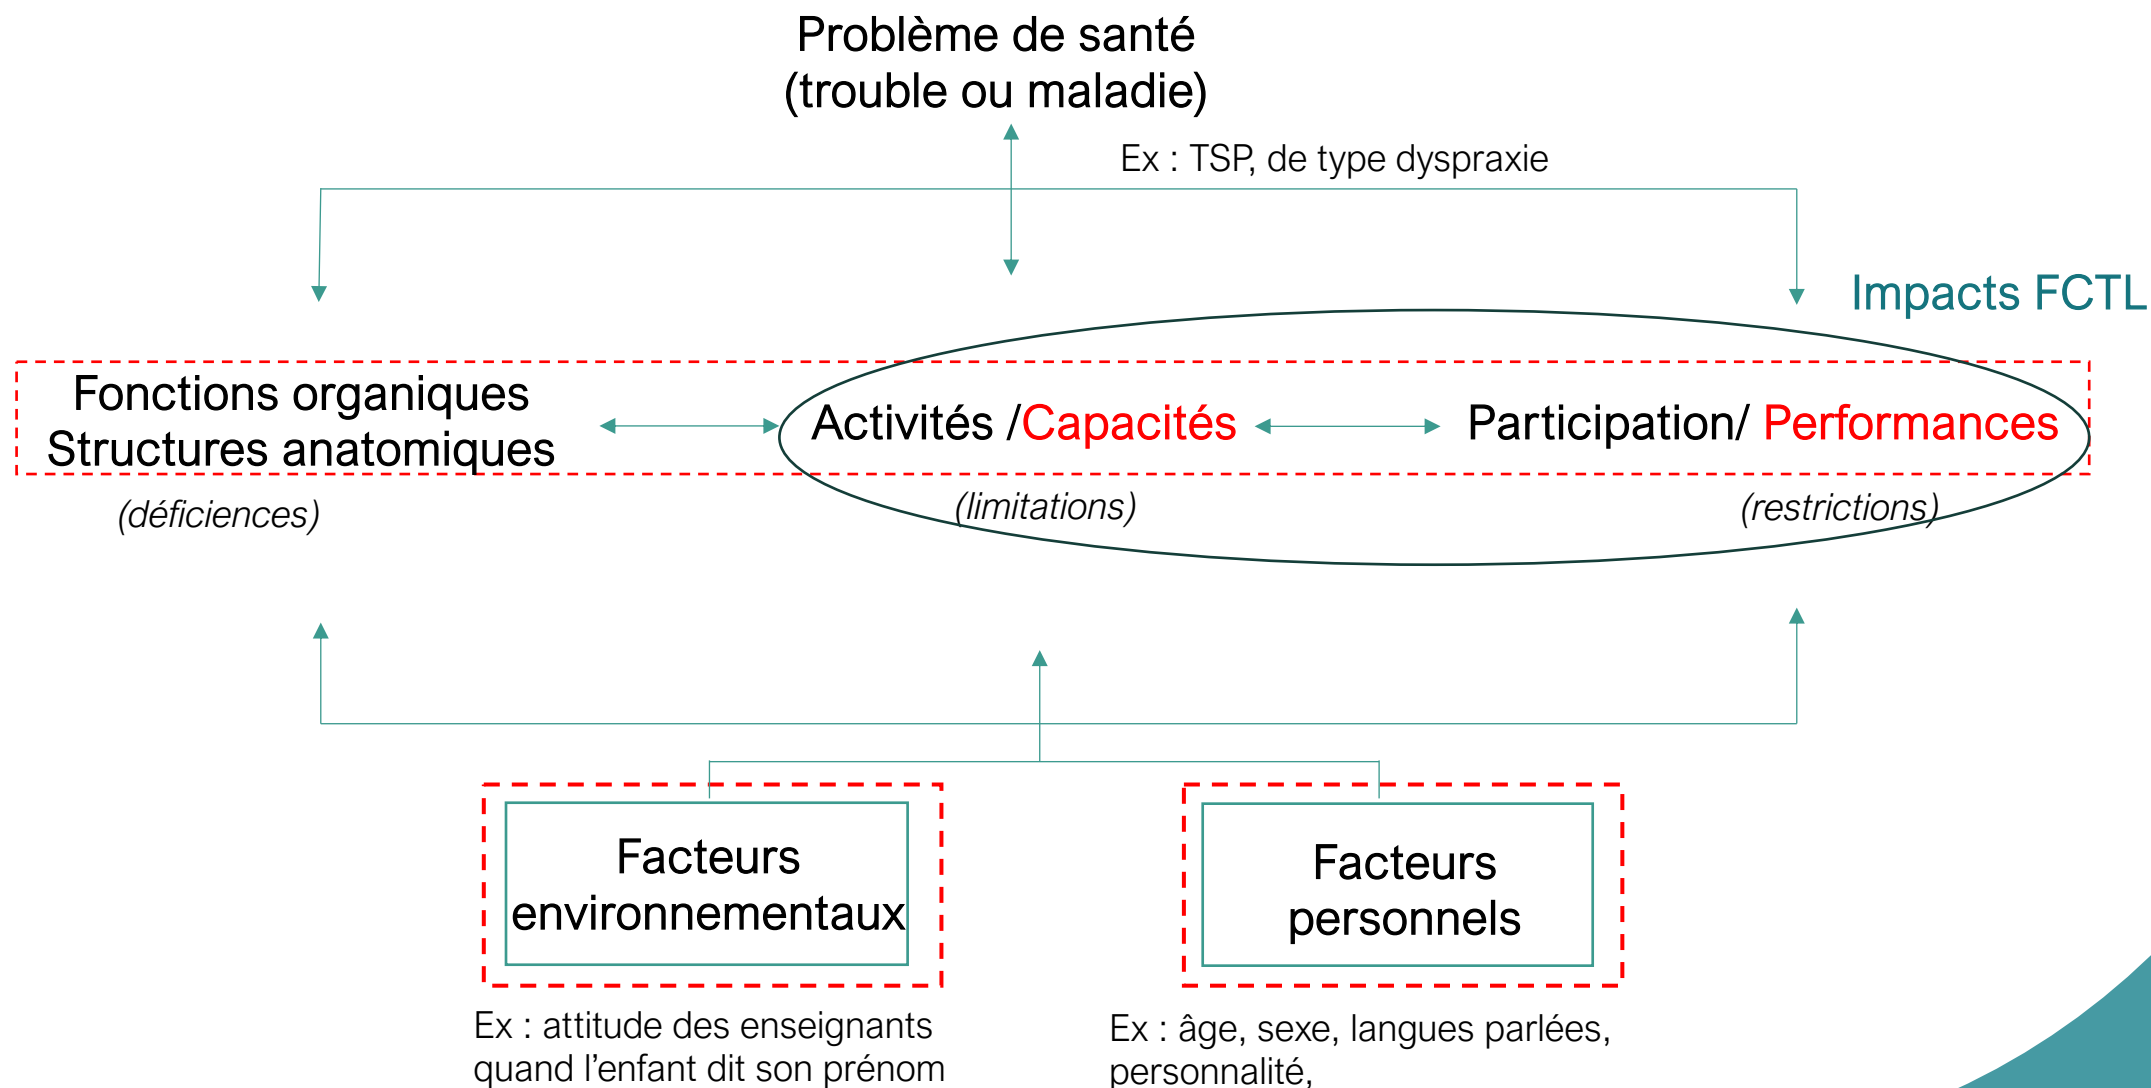 Problème de santé
(trouble ou maladie)
Ex : TSP, de type dyspraxie
Impacts FCTL
Fonctions organiques
Structures anatomiques
(déficiences)
Activités /Capacités
(limitations)
Participation/ Performances
(restrictions)
Facteurs
environnementaux
Facteurs
personnels
Ex : attitude des enseignants
quand l’enfant dit son prénom
Ex : âge, sexe, langues parlées,
personnalité,